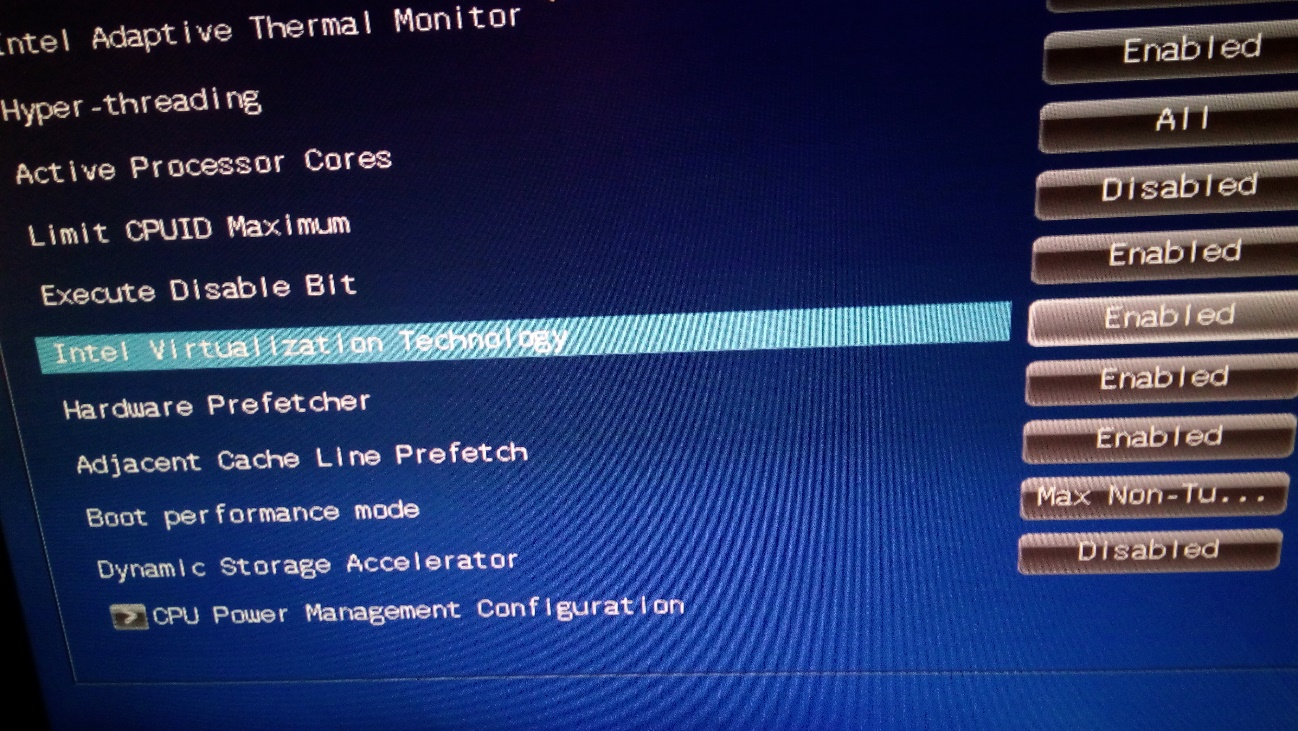 Intel Adaptive Thermal Monitor
Hyper-threading Enabled
Active Processor Cores All
Limit CPUID Maximum Disabled
Execute Disable Bit Enabled
Intel Virtualization Technology Enabled
Hardware Prefetcher Enabled
Adjacent Cache Line Prefetch Enabled
Boot performance mode Max Non-Tu...
Dynamic Storage Accelerator Disabled
CPU Power Management Configuration